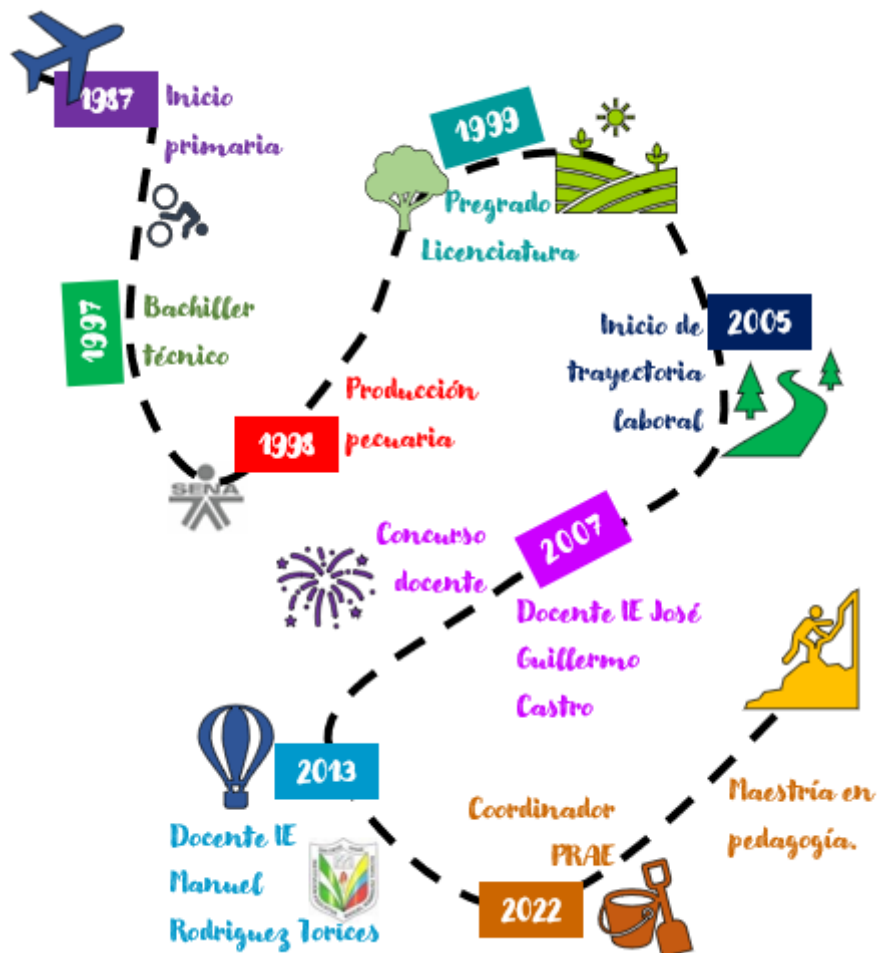 1987
Inicio
primaria
1997
Bachiller
técnico
SENA
1998
Producción
pecuaria
1999
Pregrado
Licenciatura
2005
Inicio de
trayectoria
laboral
2007
Concurso
docente
Docente IE José
Guillermo
Castro
2013
Docente IE
Manuel
Rodriguez Torices
2022
Coordinador
PRAE
Maestría en
pedagogía.